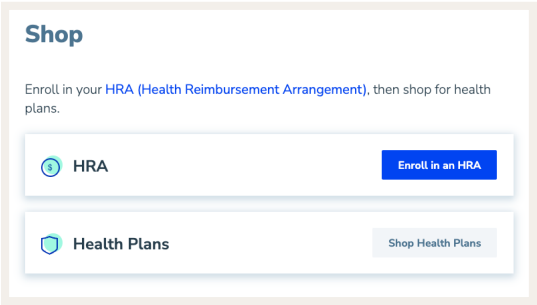 Shop
Enroll in your HRA (Health Reimbursement Arrangement), then shop for health
plans.
HRA
Enroll in an HRA
Health Plans
Shop Health Plans